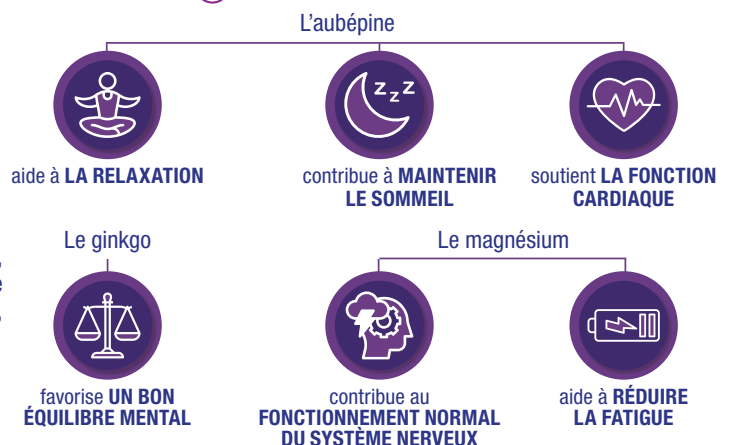 L'aubépine
z z z
aide à LA RELAXATION
contribue à MAINTENIR
LE SOMMEIL
soutient LA FONCTION
CARDIAQUE
Le ginkgo
Le magnésium
favorise UN BON
ÉQUILIBRE MENTAL
contribue au
FONCTIONNEMENT NORMAL
DU SYSTÈME NERVEUX
aide à RÉDUIRE
LA FATIGUE